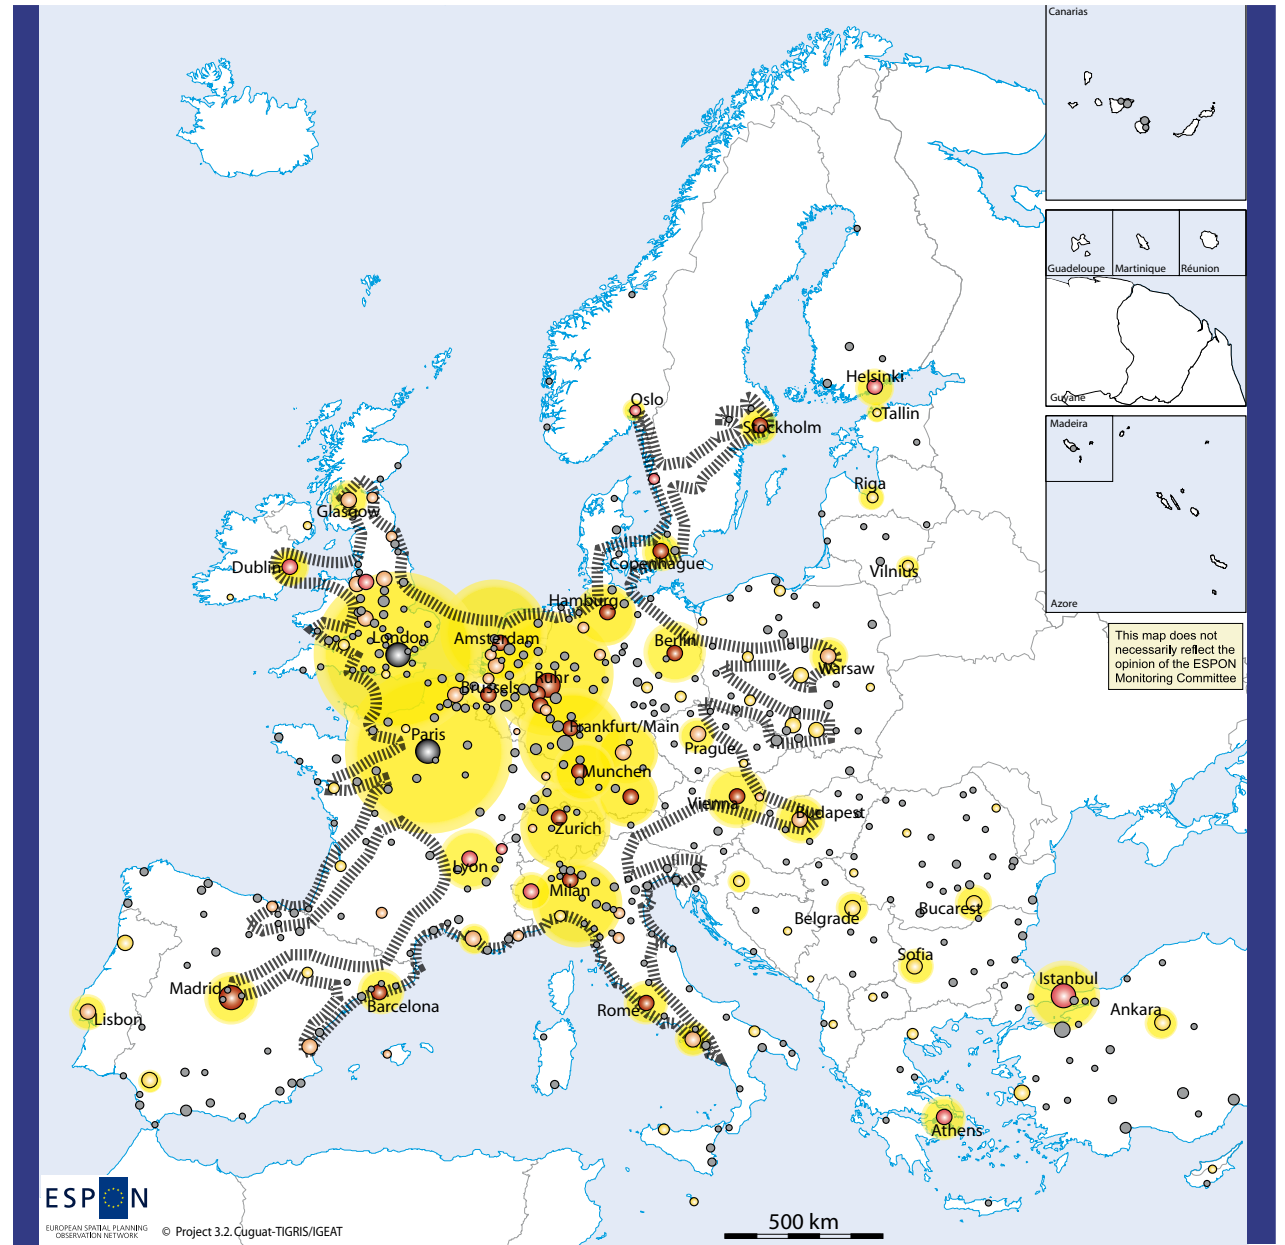 Canarias
Guadeloupe
Martinique
Réunion
Guyane
Madeira
Azore
This map does not
necessarily reflect the
opinion of the ESPON
Monitoring Committee
Helsinki
Oslo
Tallin
Stockholm
Riga
Glasgow
Copenhague
Dublin
Vilnius
Hamburg
London
Amsterdam
Berlin
Warsaw
Ruhr
Brussels
Frankfurt/Main
Paris
Prague
Munchen
Vienna
Budapest
Zurich
Lyon
Milan
Belgrade
Bucarest
Sofia
Istanbul
Madrid
Barcelona
Rome
Ankara
Lisbon
Athens
ESPON
EUROPEAN SPATIAL PLANNING
OBSERVATION NETWORK
© Project 3.2. Cuguat-TIGRIS/IGEAT
500 km